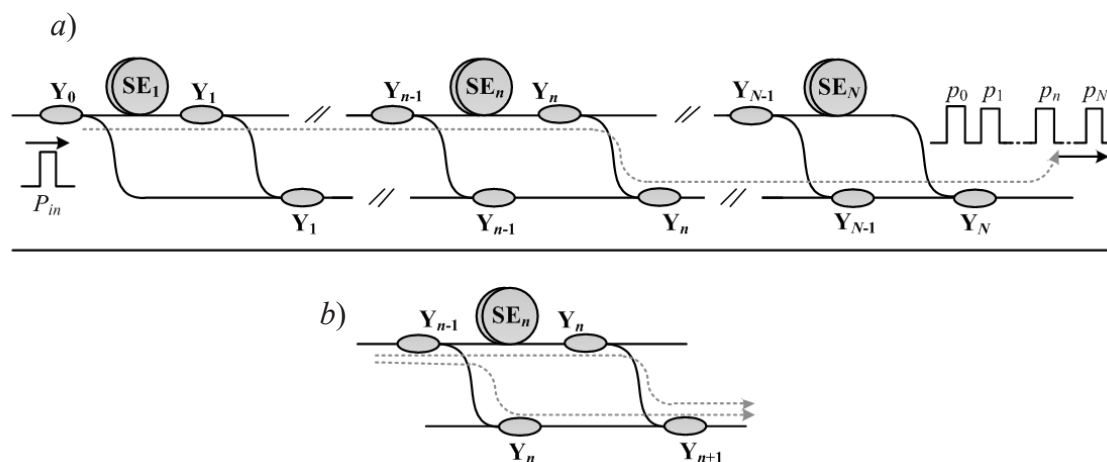 a)
Y0 SE1 Y1 Yn-1 SEn Yn YN-1 SEN p0 p1 pn pN
Pin
Y1 Yn-1 Yn YN-1 YN
b)
Yn-1 SEn Yn
Yn Yn+1